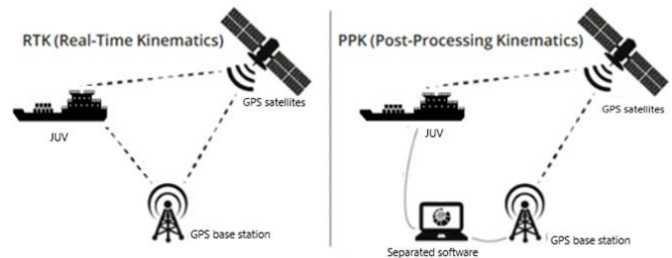 RTK (Real-Time Kinematics)
GPS satellites
JUV
GPS base station
PPK (Post-Processing Kinematics)
GPS satellites
JUV
GPS base station
Separated software